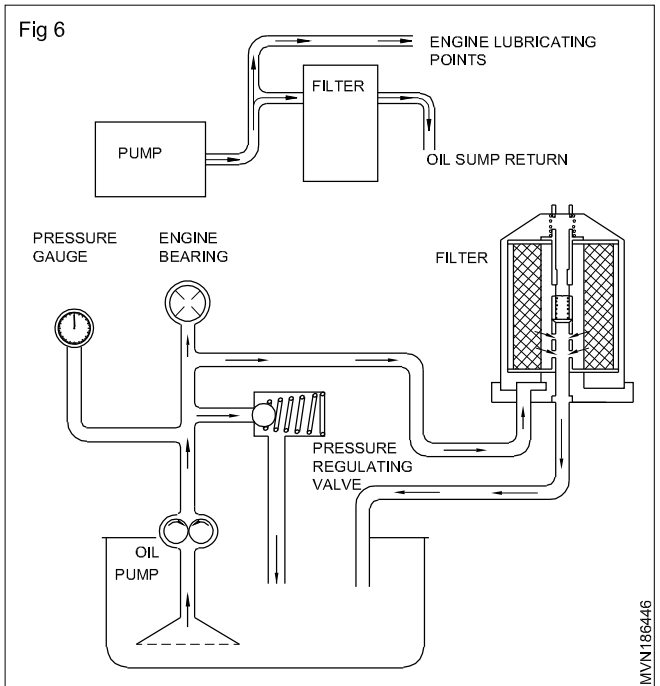 Fig 6
ENGINE LUBRICATING
POINTS
FILTER
PUMP
OIL SUMP RETURN
PRESSURE
GAUGE
ENGINE
BEARING
FILTER
PRESSURE
REGULATING
VALVE
OIL
PUMP
MVN186446